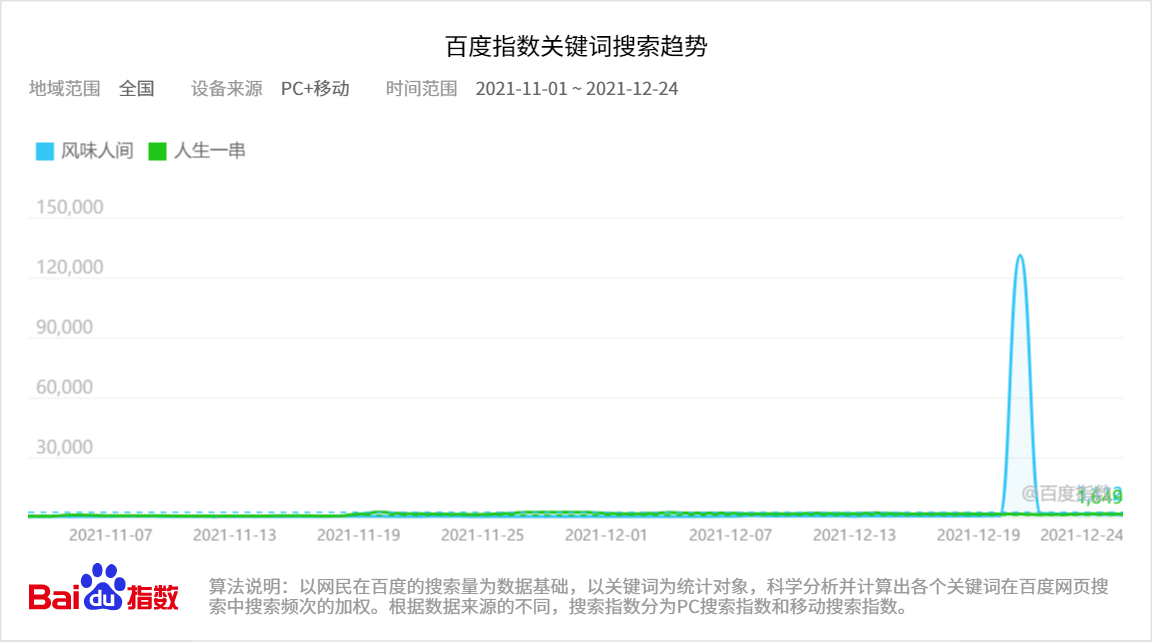 百度指数关键词搜索趋势
地域范围 全国 设备来源 PC+移动 时间范围 2021-11-01 ~ 2021-12-24
风味人间 人生一串
150,000
120,000
90,000
60,000
30,000
@百度指数
1,649
2021-11-07 2021-11-13 2021-11-19 2021-11-25 2021-12-01 2021-12-07 2021-12-13 2021-12-19 2021-12-24
Bai du 指数
算法说明：以网民在百度的搜索量为数据基础，以关键词为统计对象，科学分析并计算出各个关键词在百度网页搜
索中搜索频次的加权。根据数据来源的不同，搜索指数分为PC搜索指数和移动搜索指数。